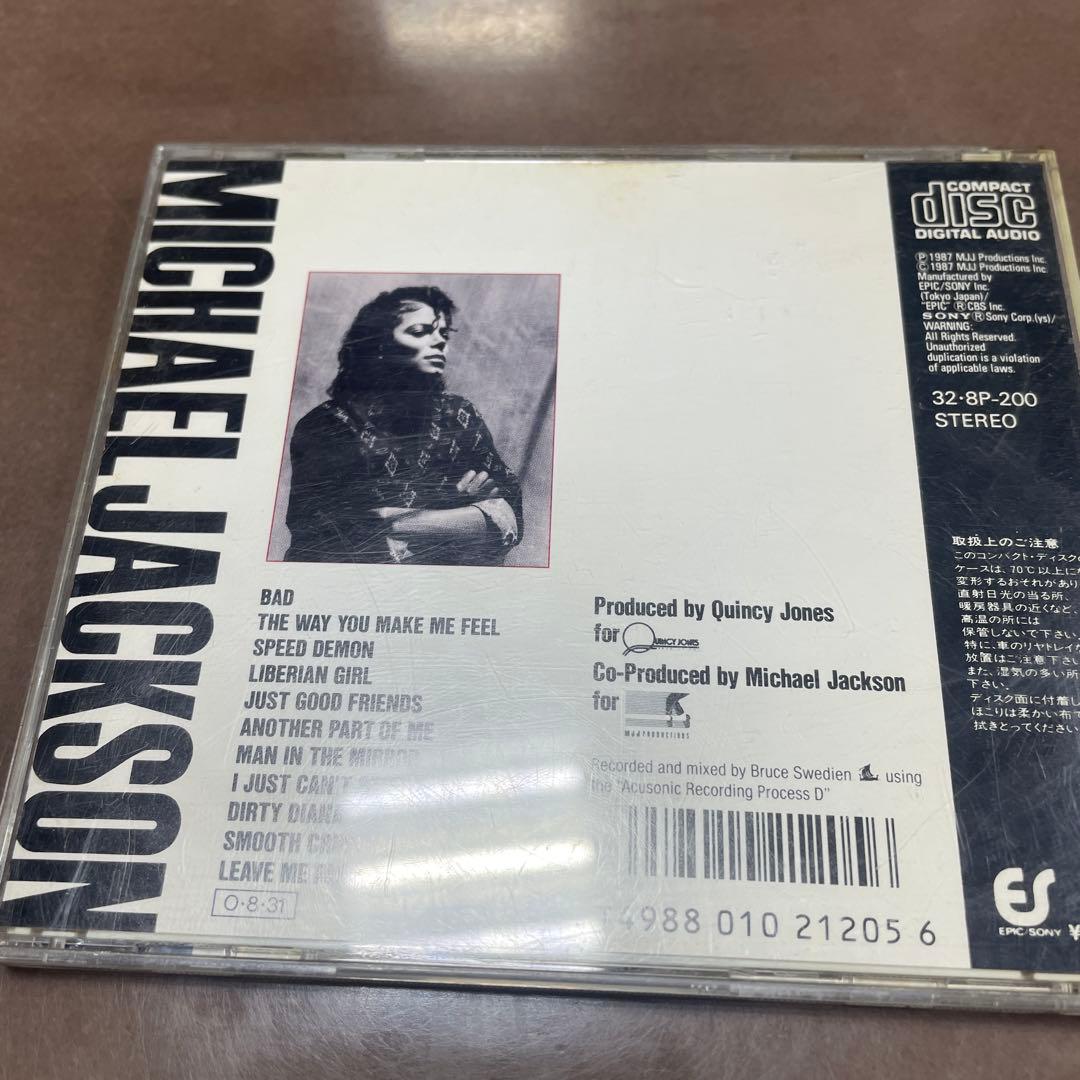 MICHAEL JACKSON
BAD
THE WAY YOU MAKE ME FEEL
SPEED DEMON
LIBERIAN GIRL
JUST GOOD FRIENDS
ANOTHER PART OF ME
MAN IN THE MIRROR
I JUST CAN'T
DIRTY DIANA
SMOOTH
LEAVE ME
O・8・31
Produced by Quincy Jones
for QUINCY JONES
Co-Produced by Michael Jackson
for
MJJ PRODUCTIONS
Recorded and mixed by Bruce Swedien using
the "Acusonic Recording Process D"
T4988 010 21205 6
COMPACT
disc
DIGITAL AUDIO
Ⓟ 1987 MJJ Productions Inc.
Ⓒ 1987 MJJ Productions Inc
Manufactured by
EPIC/SONY Inc.
(Tokyo Japan)/
"EPIC" Ⓡ CBS Inc.
SONY Ⓡ Sony Corp.(ys)/
WARNING:
All Rights Reserved.
Unauthorized
duplication is a violation
of applicable laws.
32・8P-200
STEREO
取扱上のご注意
このコンパクト・ディスクの
ケースは、70℃以上に
変形するおそれがあり
直射日光の当る所、
暖房器具の近くなど、
高温の所には
保管しないで下さい。
特に、車のリヤトレイ
放置はご注意下さい
また、湿気の多い所
下さい。
ディスク面に付着し
ほこりは柔かい布で
拭きとってください
ES
EPIC/SONY ¥